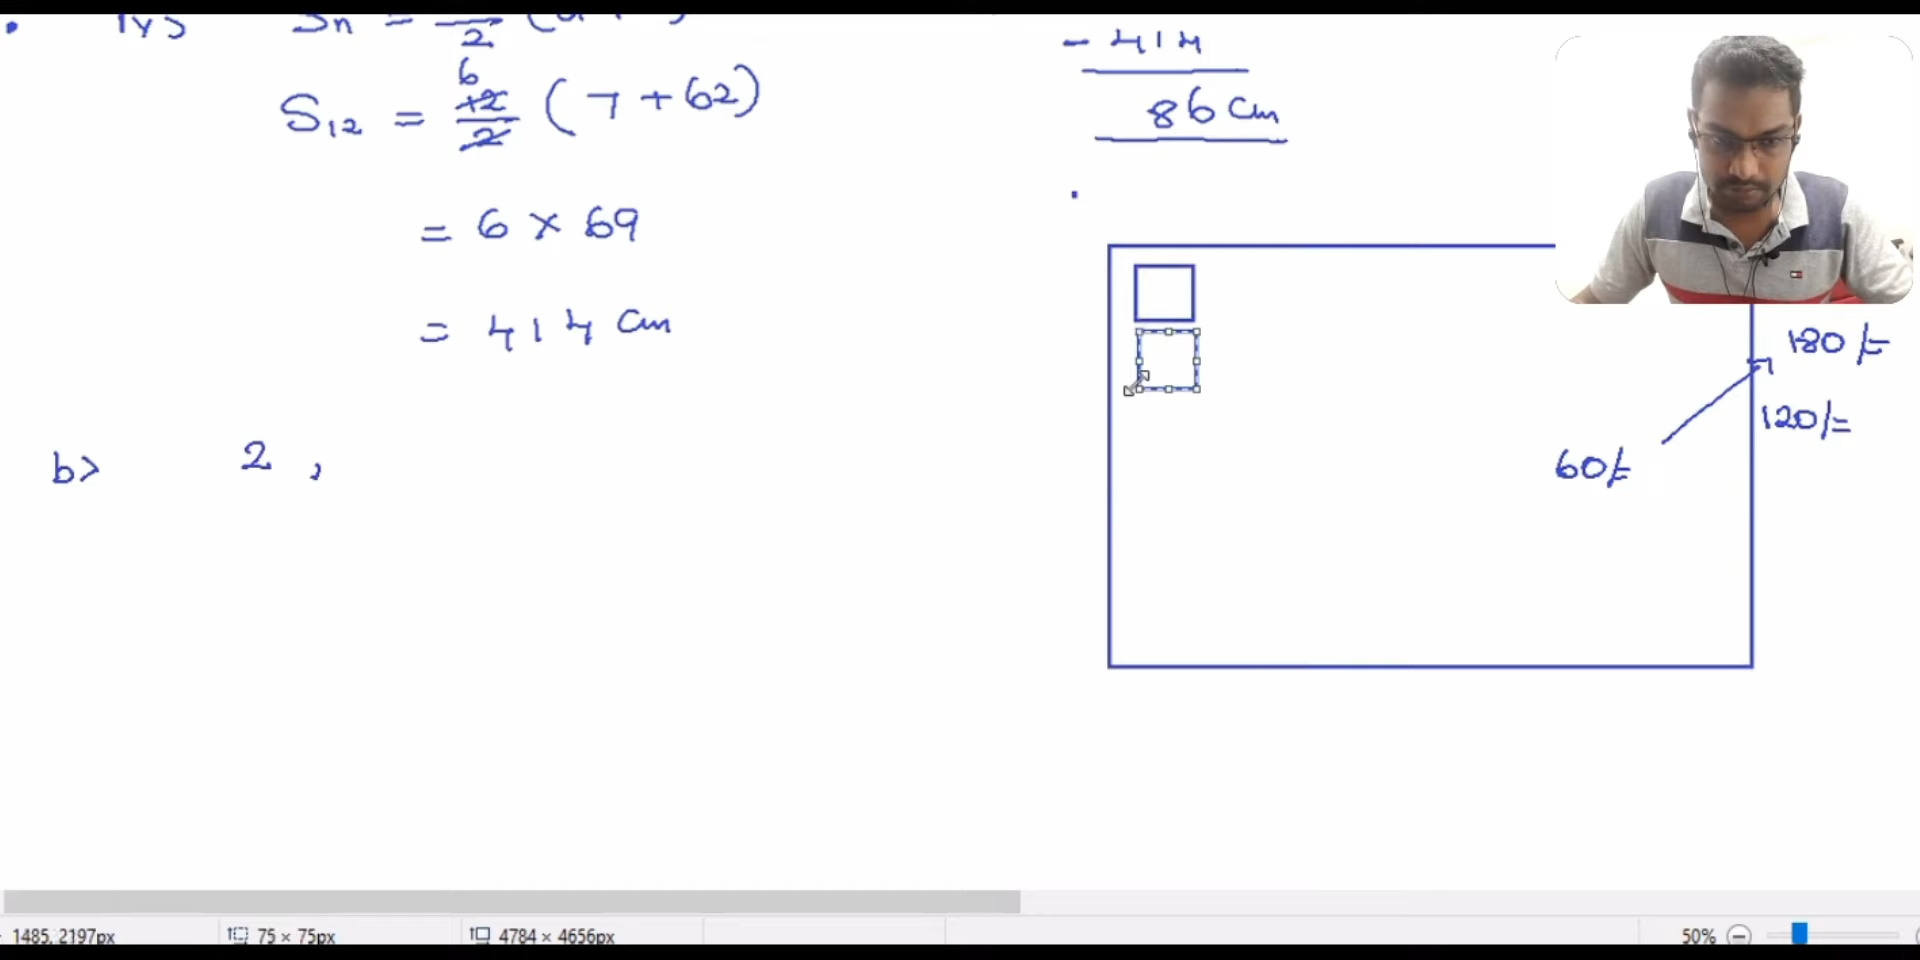 iv>
S₁₂ = 12/2 (7 + 62)
6
= 6 × 69
= 414 cm
b> 2 ,
- 414
86 cm
180/=
120/=
60/=
1485, 2197px 75 × 75px 4784 × 4656px 50%